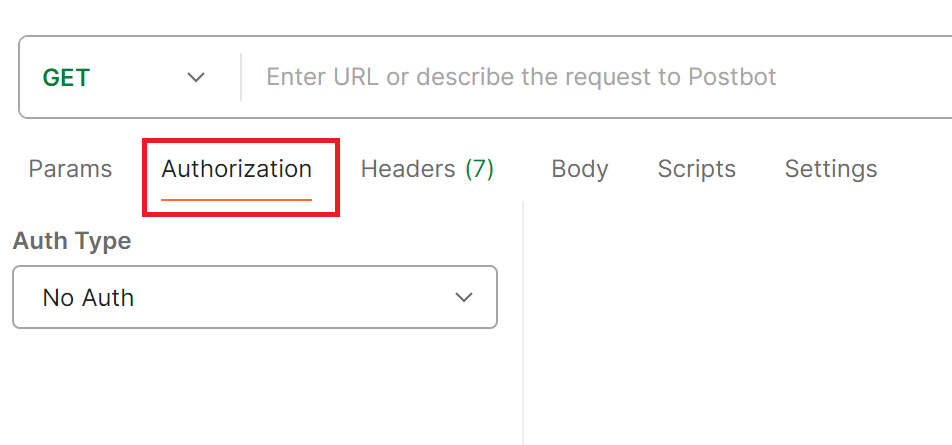 GET Enter URL or describe the request to Postbot
Params Authorization Headers (7) Body Scripts Settings
Auth Type
No Auth